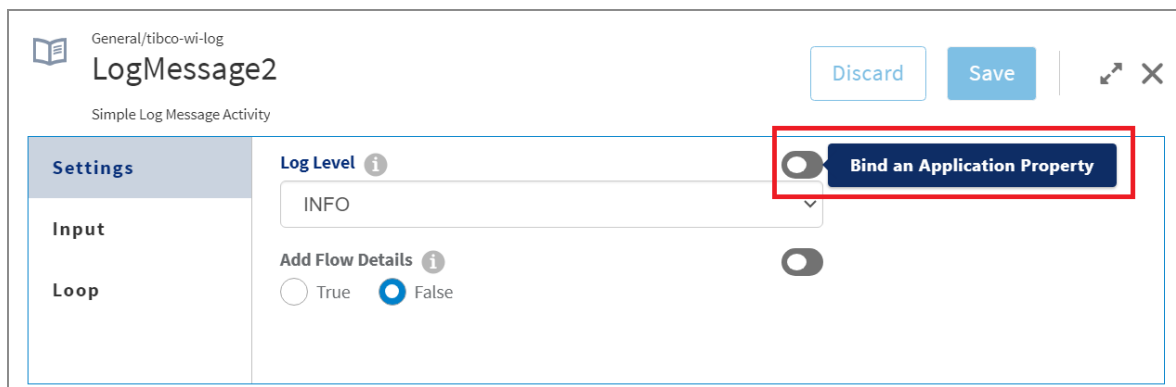 General/tibco-wi-log
LogMessage2
Simple Log Message Activity
Discard
Save
Settings
Input
Loop
Log Level
Bind an Application Property
INFO
Add Flow Details
True False